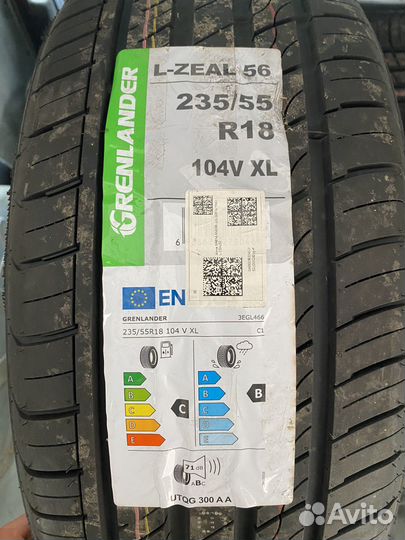 GRENLANDER
L-ZEAL 56
235/55
R18
104V XL
6
EN
GRENLANDER 3EGL466
235/55R18 104 V XL C1
A A
B B B
C C C
D D
E E
71 dB
ABC
UTQG 300 A A
Avito